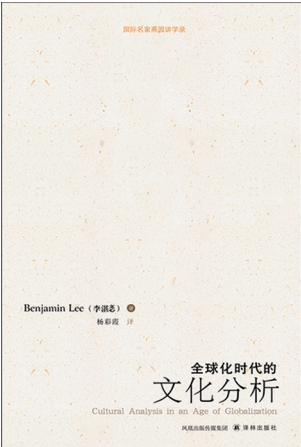 国际名家燕园讲学录
Benjamin Lee（李湛忞）著
杨彩霞 译
全球化时代的
文化分析
Cultural Analysis in an Age of Globalization
凤凰出版传媒集团 译林出版社